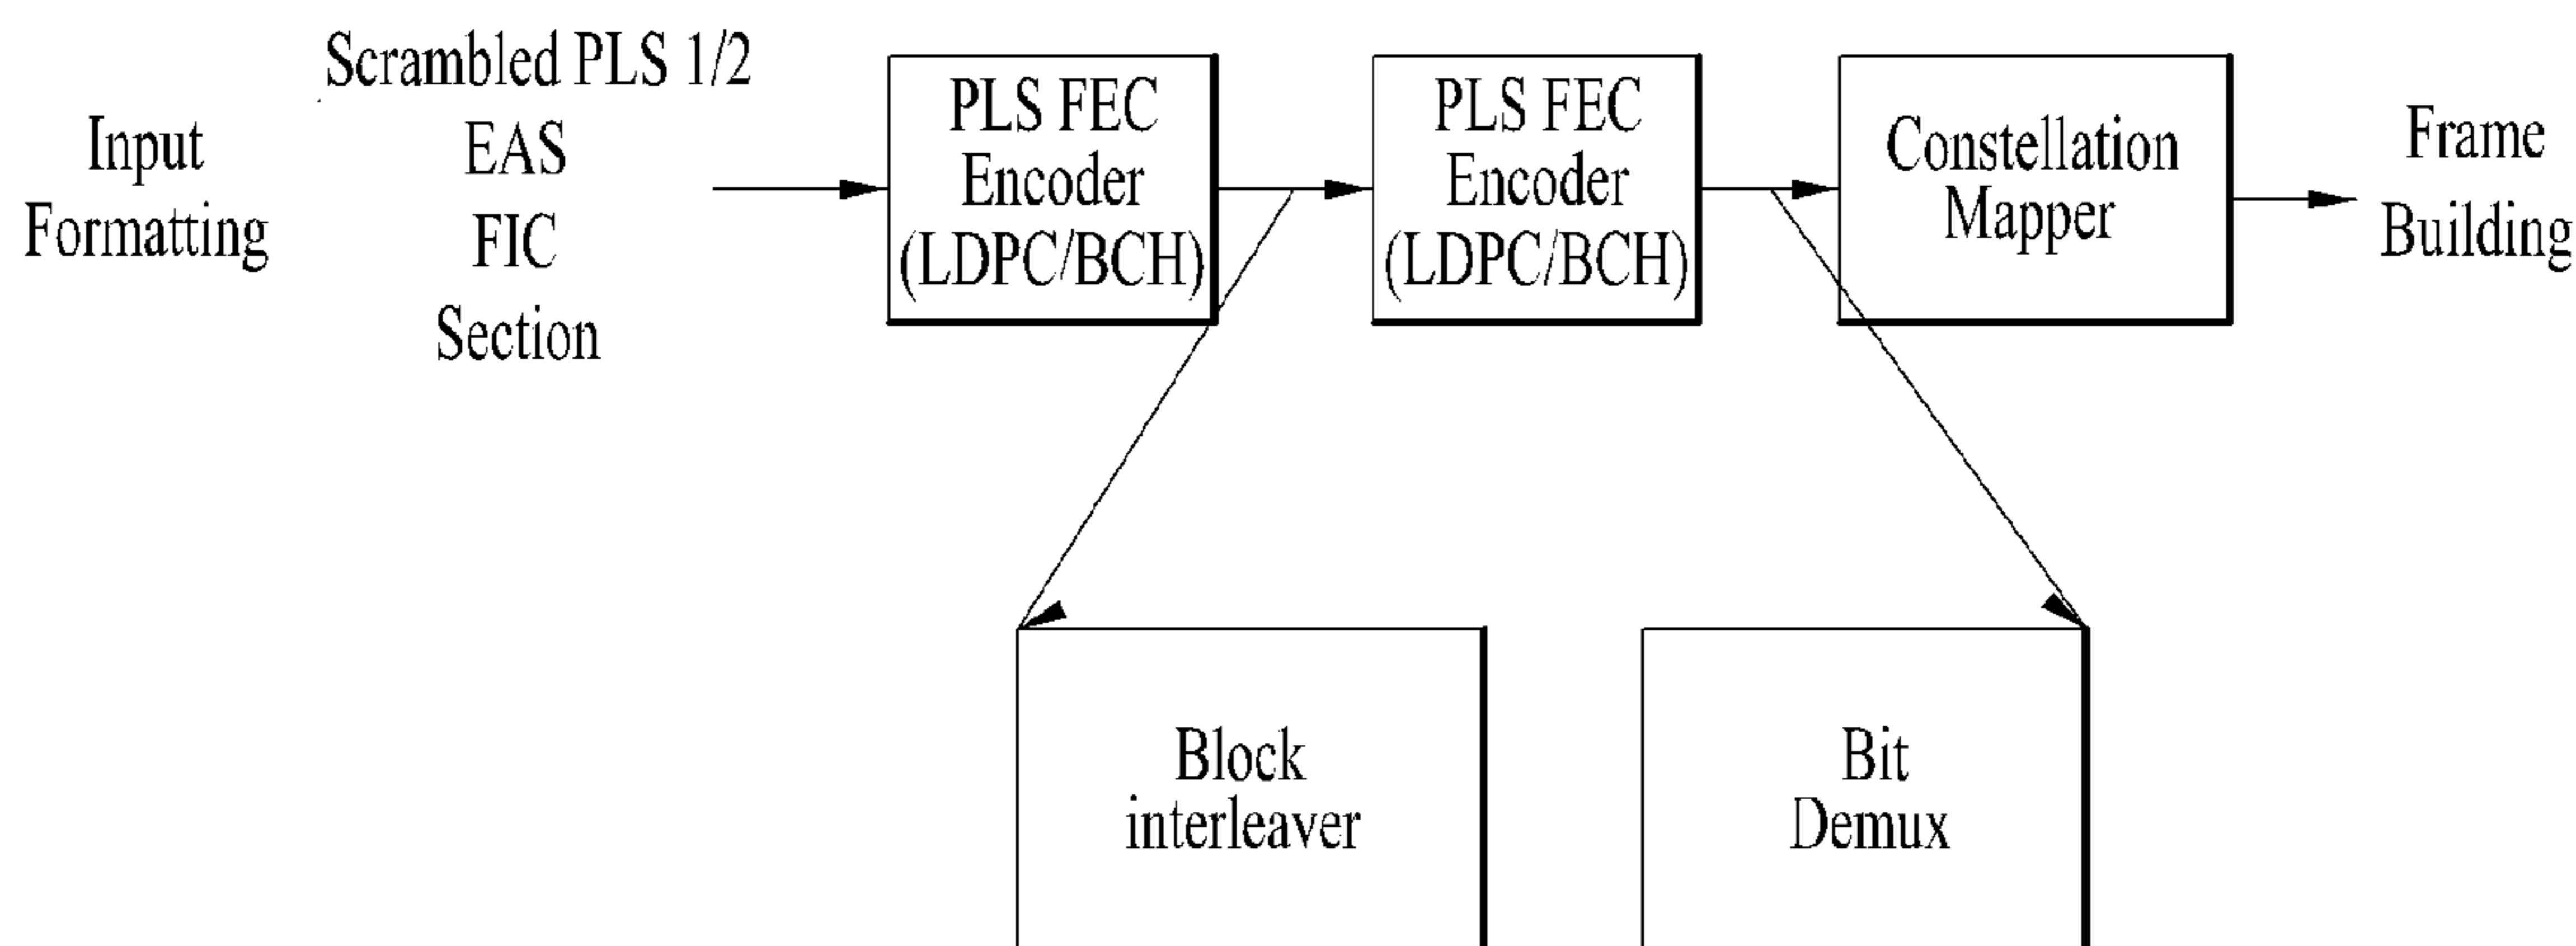 Input
Formatting
Scrambled PLS 1/2
EAS
FIC
Section
PLS FEC
Encoder
(LDPC/BCH)
PLS FEC
Encoder
(LDPC/BCH)
Constellation
Mapper
Frame
Building
Block
interleaver
Bit
Demux